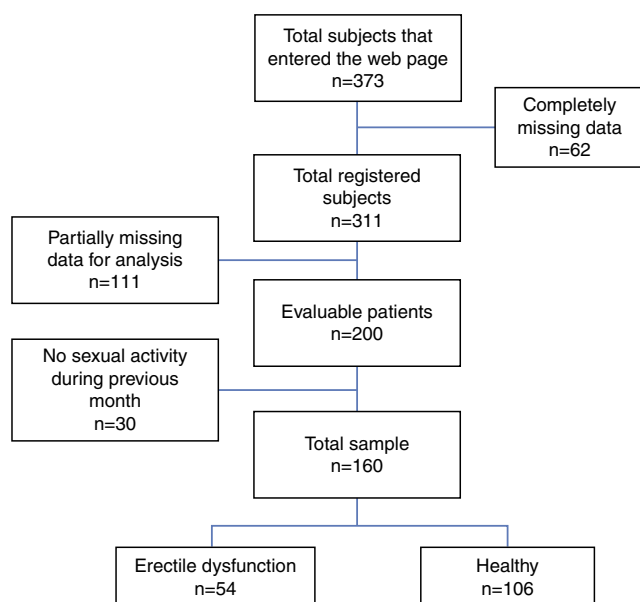 Total subjects that
entered the web page
n=373
Completely
missing data
n=62
Total registered
subjects
n=311
Partially missing
data for analysis
n=111
Evaluable patients
n=200
No sexual activity
during previous
month
n=30
Total sample
n=160
Erectile dysfunction
n=54
Healthy
n=106